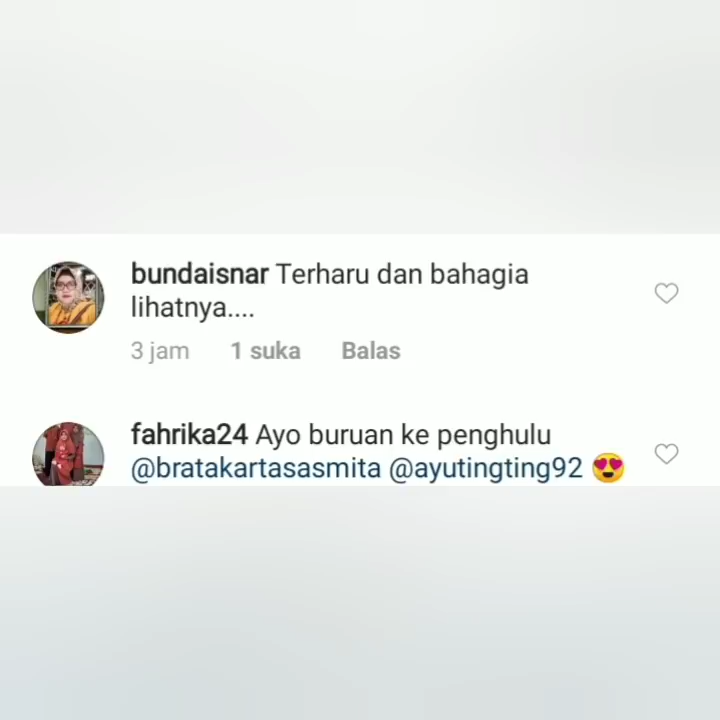 bundaisnar Terharu dan bahagia
lihatnya....
3 jam 1 suka Balas
fahrika24 Ayo buruan ke penghulu
@bratakartasasmita @ayutingting92 😍